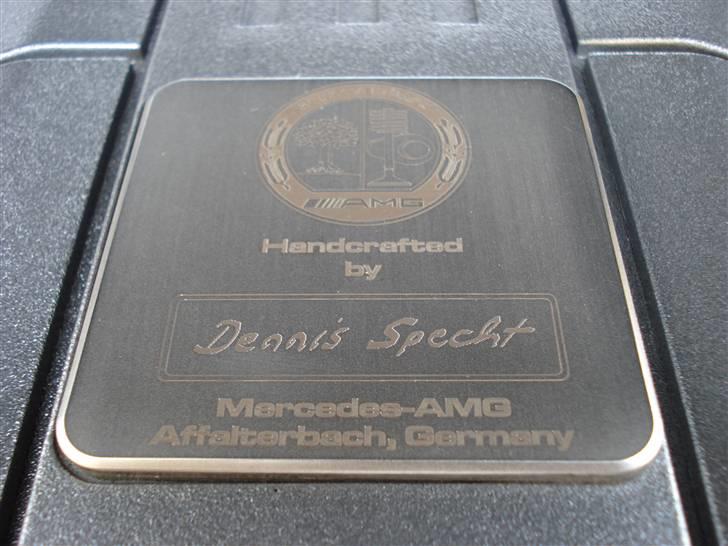 AMG
Handcrafted
by
Dennis Specht
Mercedes-AMG
Affalterbach, Germany